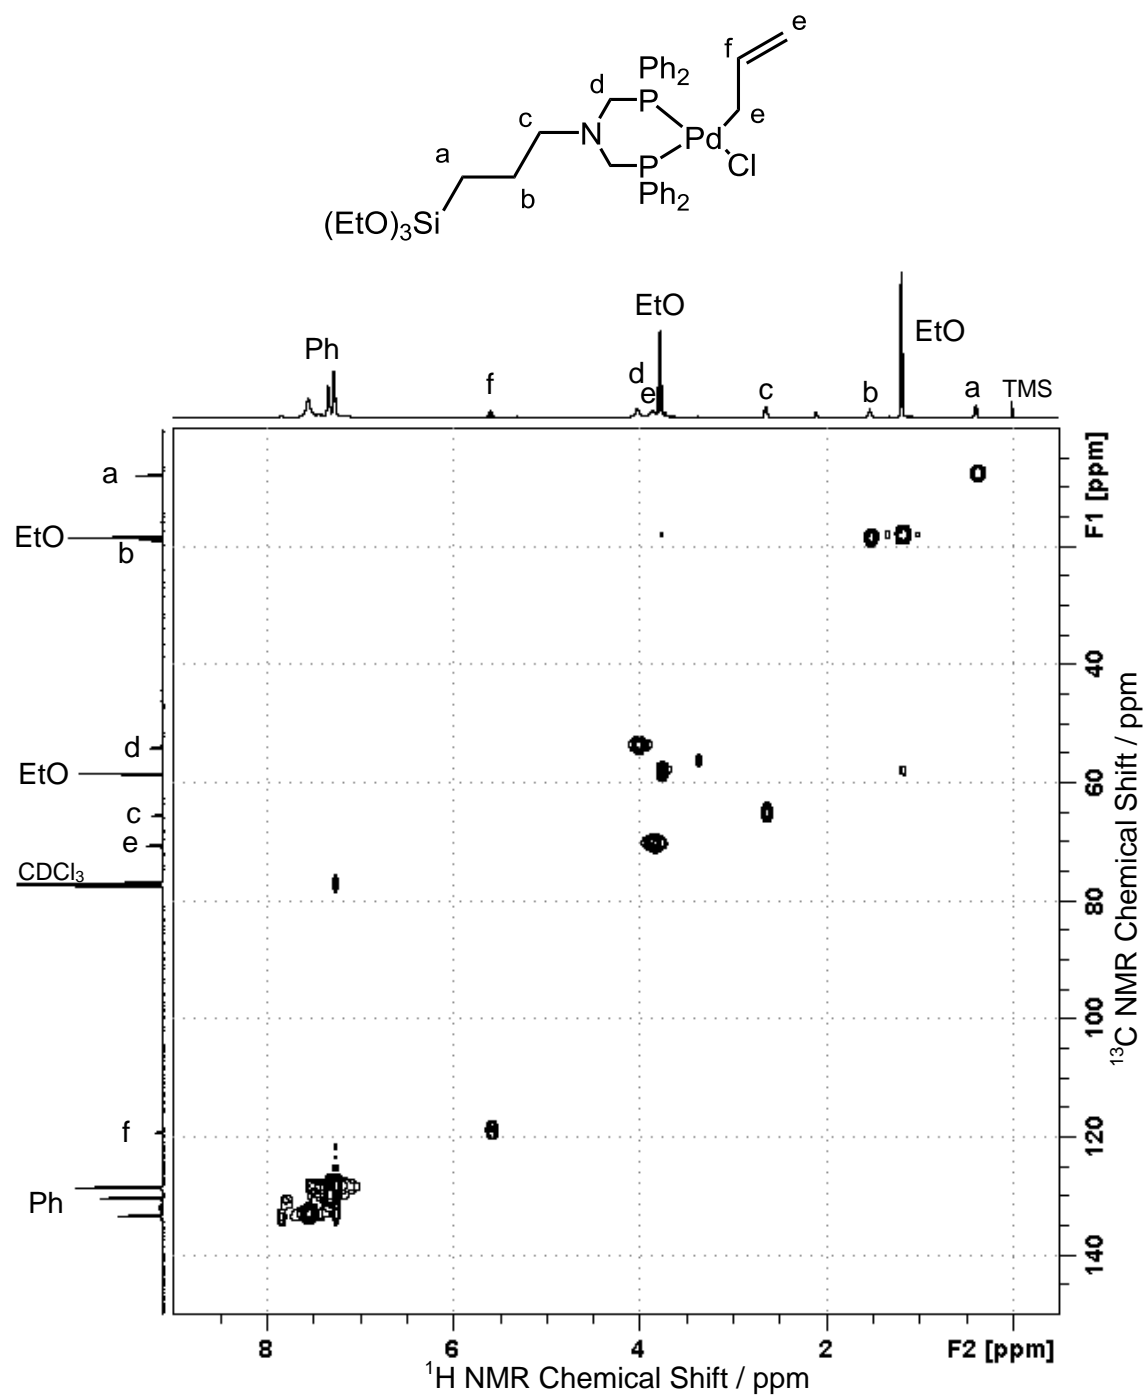 e
f
Ph2
d
P
c
e
N
Pd
a
P
Cl
b
Ph2
(EtO)3Si
EtO
EtO
Ph
d
f
e
c
b
a
TMS
a
EtO
b
d
EtO
c
e
CDCl3
f
Ph
F1 [ppm]
40
60
80
100
120
140
13C NMR Chemical Shift / ppm
8
6
4
2
F2 [ppm]
1H NMR Chemical Shift / ppm